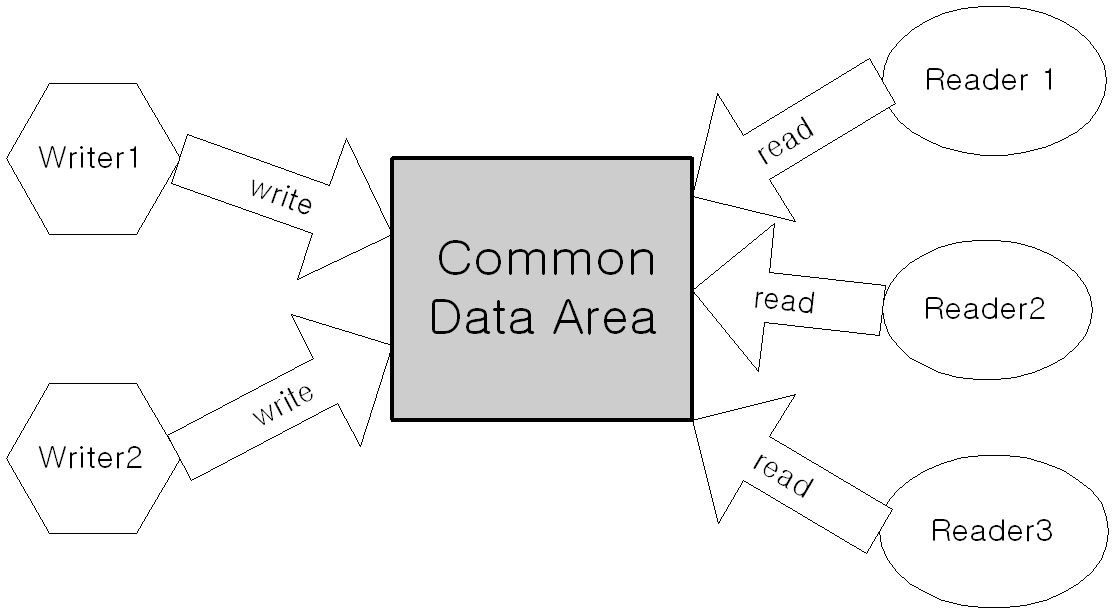 Writer1
write
Writer2
write
Common
Data Area
read
Reader 1
read
Reader2
read
Reader3